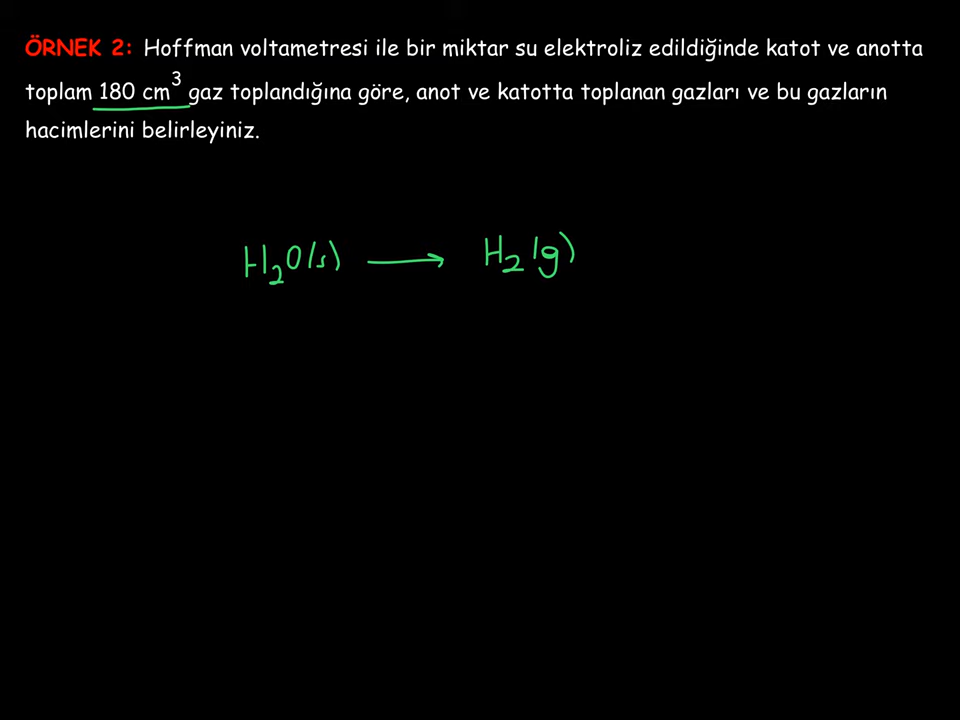 ÖRNEK 2: Hoffman voltametresi ile bir miktar su elektroliz edildiğinde katot ve anotta
toplam 180 cm³ gaz toplandığına göre, anot ve katotta toplanan gazları ve bu gazların
hacimlerini belirleyiniz.
H₂O(s) → H₂(g)